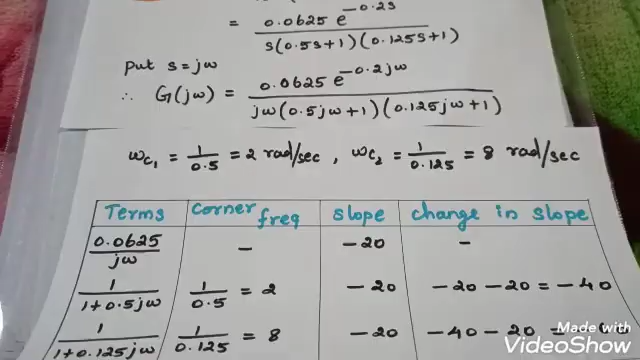 = 0.0625 e^-0.2s / s(0.5s+1)(0.125s+1)
put s=jω
∴ G(jω) = 0.0625 e^-0.2jω / jω(0.5jω+1)(0.125jω+1)
ωc₁ = 1/0.5 = 2 rad/sec, ωc₂ = 1/0.125 = 8 rad/sec
Terms corner freq slope change in slope
0.0625/jω – -20 –
1/1+0.5jω 1/0.5 = 2 -20 -20-20 = -40
1/1+0.125jω 1/0.125 = 8 -20 -40-20 =
Made with
VideoShow